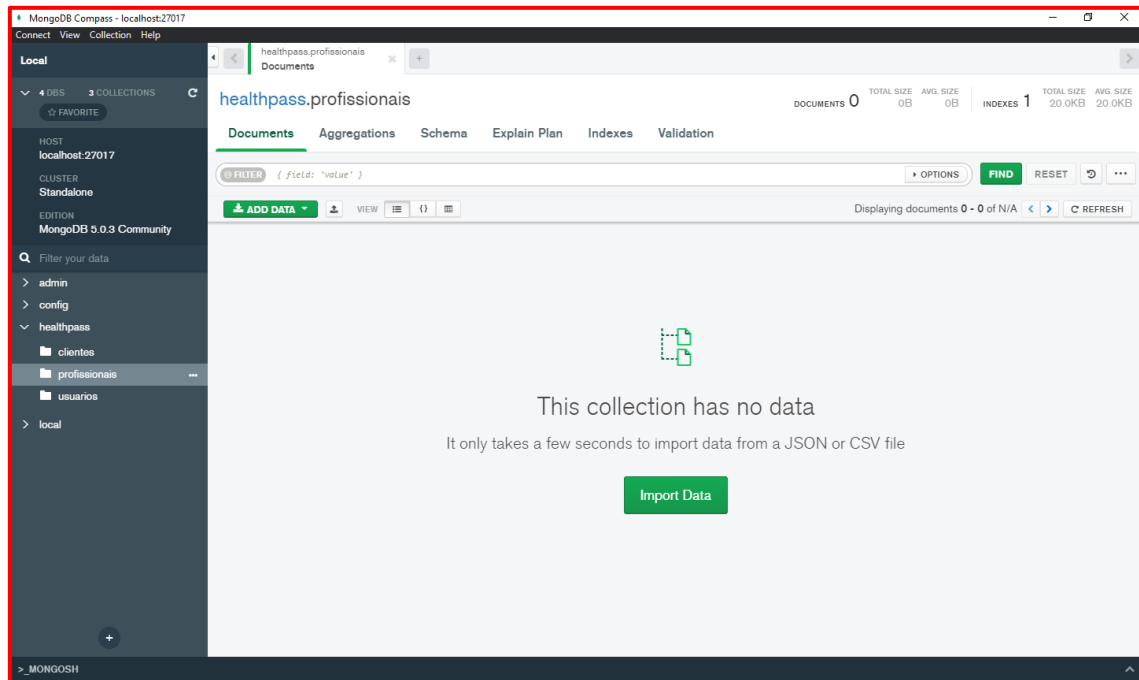 MongoDB Compass - localhost:27017
Connect View Collection Help
Local
4 DBS 3 COLLECTIONS
FAVORITE
HOST
localhost:27017
CLUSTER
Standalone
EDITION
MongoDB 5.0.3 Community
Filter your data
admin
config
healthpass
clientes
profissionais
usuarios
local
>_MONGOSH
healthpass.profissionais
Documents
healthpass.profissionais
DOCUMENTS 0 TOTAL SIZE 0B AVG. SIZE 0B INDEXES 1 TOTAL SIZE 20.0KB AVG. SIZE 20.0KB
Documents Aggregations Schema Explain Plan Indexes Validation
FILTER { field: 'value' } OPTIONS FIND RESET
ADD DATA VIEW {} Displaying documents 0 - 0 of N/A < > REFRESH
This collection has no data
It only takes a few seconds to import data from a JSON or CSV file
Import Data